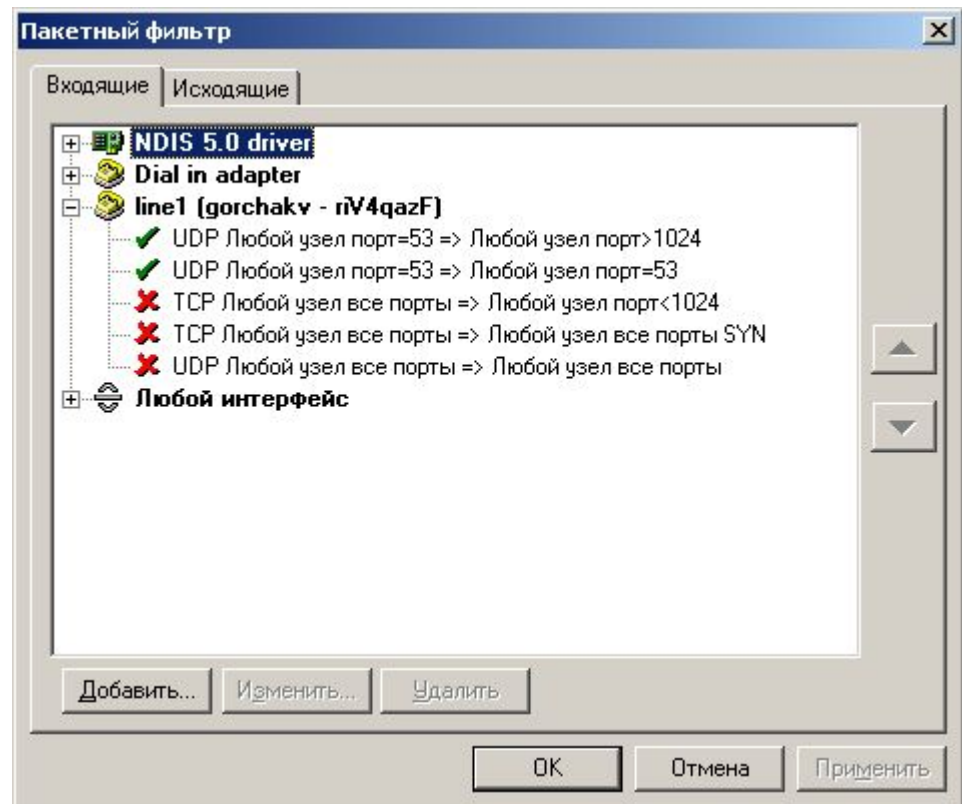 Пакетный фильтр
Входящие Исходящие
NDIS 5.0 driver
Dial in adapter
line1 (gorchakv - riV4qazF)
UDP Любой узел порт=53 => Любой узел порт>1024
UDP Любой узел порт=53 => Любой узел порт=53
TCP Любой узел все порты => Любой узел порт<1024
TCP Любой узел все порты => Любой узел все порты SYN
UDP Любой узел все порты => Любой узел все порты
Любой интерфейс
Добавить... Изменить... Удалить
OK Отмена Применить